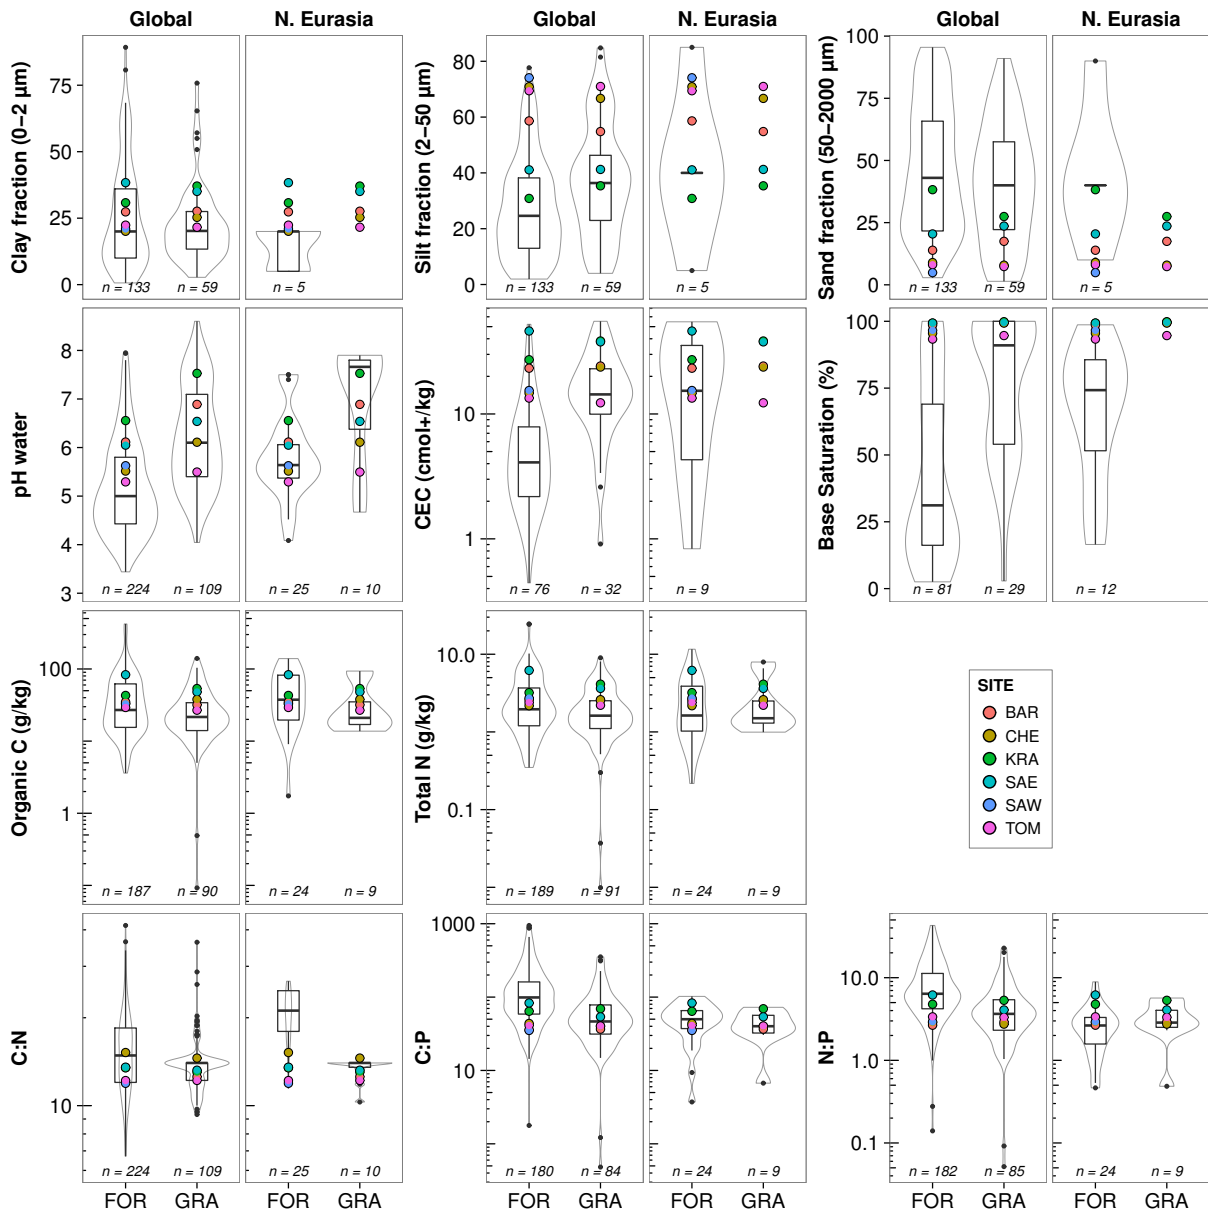 Global
N. Eurasia
Global
N. Eurasia
Global
N. Eurasia
Clay fraction (0−2 µm)
75
50
25
0
n = 133
n = 59
n = 5
Silt fraction (2−50 µm)
80
60
40
20
0
n = 133
n = 59
n = 5
Sand fraction (50−2000 µm)
100
75
50
25
0
n = 133
n = 59
n = 5
pH water
8
7
6
5
4
3
n = 224
n = 109
n = 25
n = 10
CEC (cmol+/kg)
10
1
n = 76
n = 32
n = 9
Base Saturation (%)
100
75
50
25
0
n = 81
n = 29
n = 12
Organic C (g/kg)
100
1
n = 187
n = 90
n = 24
n = 9
Total N (g/kg)
10.0
1.0
0.1
n = 189
n = 91
n = 24
n = 9
SITE
BAR
CHE
KRA
SAE
SAW
TOM
C:N
10
n = 224
n = 109
n = 25
n = 10
C:P
1000
10
n = 180
n = 84
n = 24
n = 9
N:P
10.0
1.0
0.1
n = 182
n = 85
n = 24
n = 9
FOR
GRA
FOR
GRA
FOR
GRA
FOR
GRA
FOR
GRA
FOR
GRA